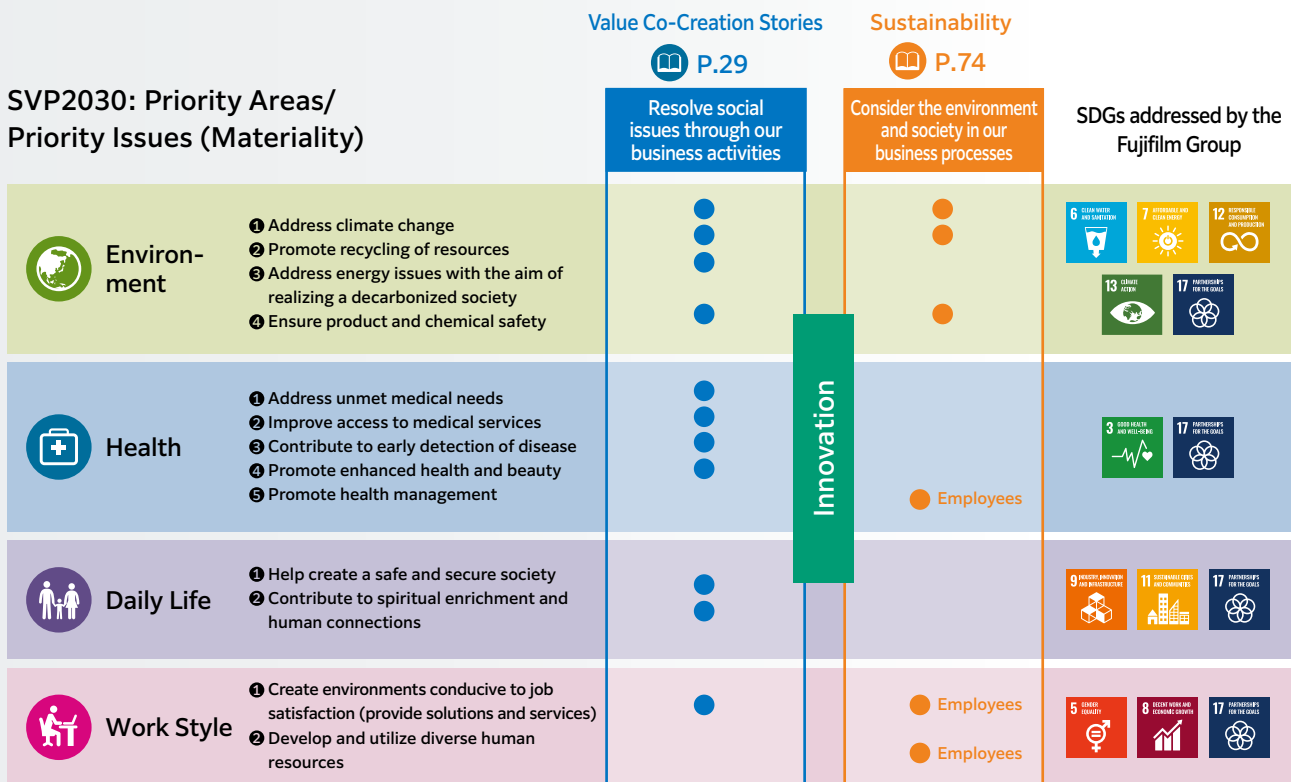 Value Co-Creation Stories
P.29
Sustainability
P.74
SVP2030: Priority Areas/
Priority Issues (Materiality)
Resolve social
issues through our
business activities
Consider the environment
and society in our
business processes
SDGs addressed by the
Fujifilm Group
Environ-
ment
❶ Address climate change
❷ Promote recycling of resources
❸ Address energy issues with the aim of
realizing a decarbonized society
❹ Ensure product and chemical safety
6 CLEAN WATER
AND SANITATION
7 AFFORDABLE AND
CLEAN ENERGY
12 RESPONSIBLE
CONSUMPTION
AND PRODUCTION
13 CLIMATE
ACTION
17 PARTNERSHIPS
FOR THE GOALS
Innovation
Health
❶ Address unmet medical needs
❷ Improve access to medical services
❸ Contribute to early detection of disease
❹ Promote enhanced health and beauty
❺ Promote health management
Employees
3 GOOD HEALTH
AND WELL-BEING
17 PARTNERSHIPS
FOR THE GOALS
Daily Life
❶ Help create a safe and secure society
❷ Contribute to spiritual enrichment and
human connections
9 INDUSTRY, INNOVATION
AND INFRASTRUCTURE
11 SUSTAINABLE CITIES
AND COMMUNITIES
17 PARTNERSHIPS
FOR THE GOALS
Work Style
❶ Create environments conducive to job
satisfaction (provide solutions and services)
❷ Develop and utilize diverse human
resources
Employees
Employees
5 GENDER
EQUALITY
8 DECENT WORK AND
ECONOMIC GROWTH
17 PARTNERSHIPS
FOR THE GOALS